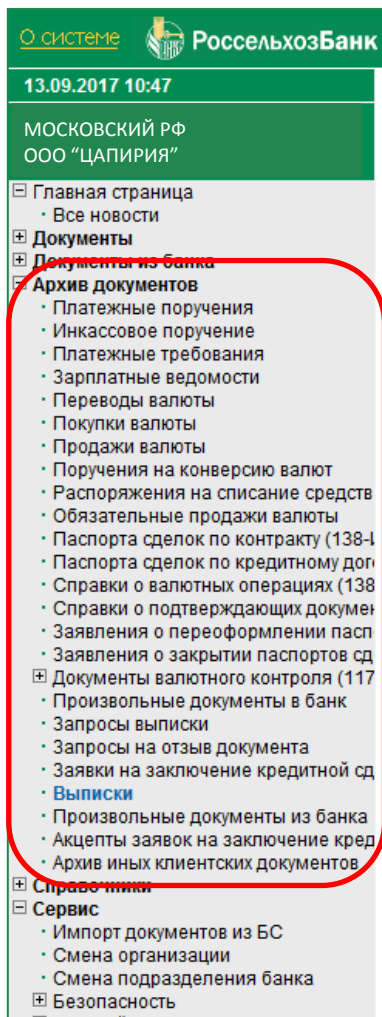 О системе РоссельхозБанк
13.09.2017 10:47
МОСКОВСКИЙ РФ
ООО “ЦАПИРИЯ”
Главная страница
Все новости
Документы
Документы из банка
Архив документов
Платежные поручения
Инкассовое поручение
Платежные требования
Зарплатные ведомости
Переводы валюты
Покупки валюты
Продажи валюты
Поручения на конверсию валют
Распоряжения на списание средств
Обязательные продажи валюты
Паспорта сделок по контракту (138-И
Паспорта сделок по кредитному дого
Справки о валютных операциях (138
Справки о подтверждающих докумен
Заявления о переоформлении пасп
Заявления о закрытии паспортов сд
Документы валютного контроля (117
Произвольные документы в банк
Запросы выписки
Запросы на отзыв документа
Заявки на заключение кредитной сд
Выписки
Произвольные документы из банка
Акцепты заявок на заключение кред
Архив иных клиентских документов
Справочники
Сервис
Импорт документов из БС
Смена организации
Смена подразделения банка
Безопасность